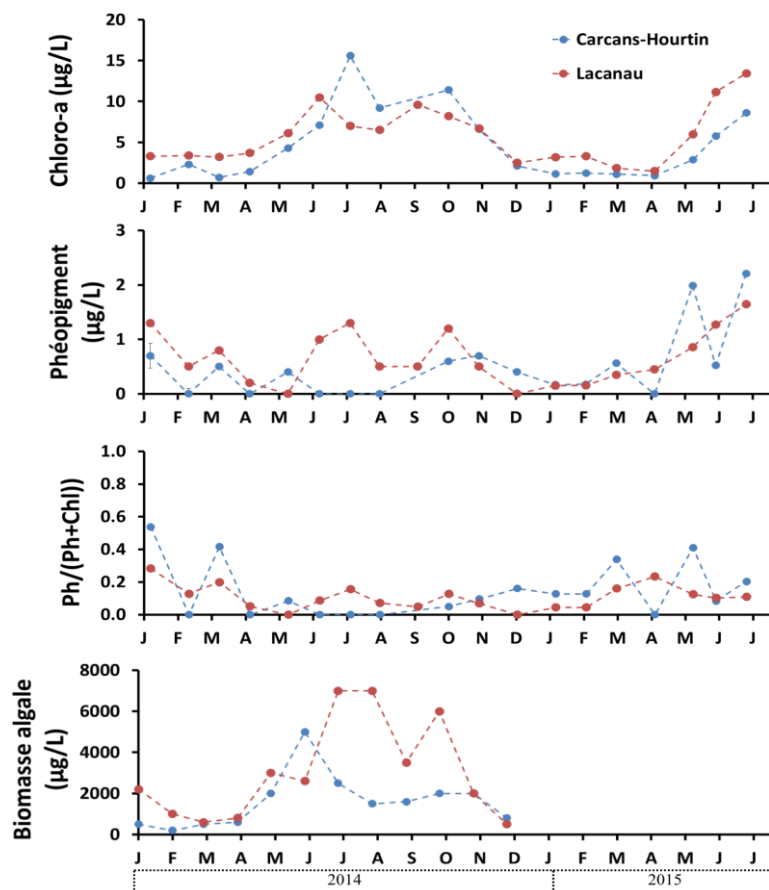 Chloro-a (µg/L)
20
15
10
5
0
Carcans-Hourtin
Lacanau
J F M A M J J A S O N D J F M A M J J
Phéopigment
(µg/L)
3
2
1
0
J F M A M J J A S O N D J F M A M J J
Ph/(Ph+Chl))
1.0
0.8
0.6
0.4
0.2
0.0
J F M A M J J A S O N D J F M A M J J
Biomasse algale
(µg/L)
8000
6000
4000
2000
0
J F M A M J J A S O N D J F M A M J J
2014 2015